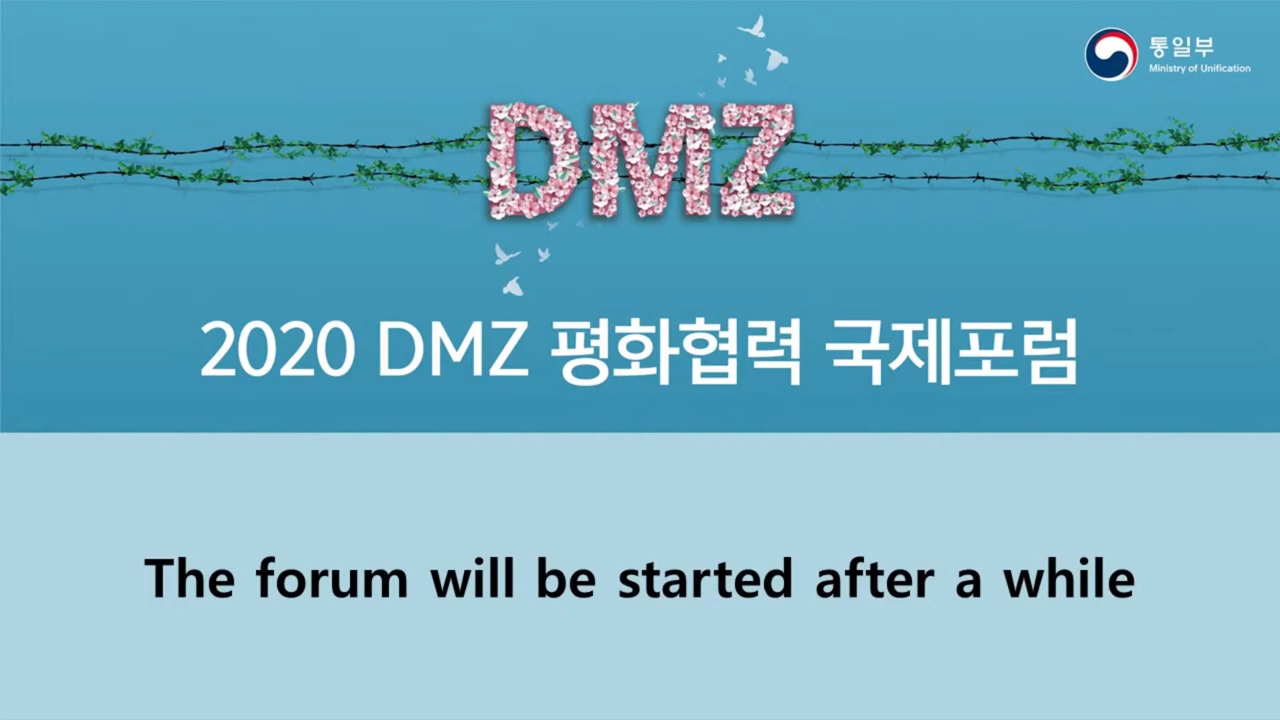 통일부
Ministry of Unification
DMZ
2020 DMZ 평화협력 국제포럼
The forum will be started after a while